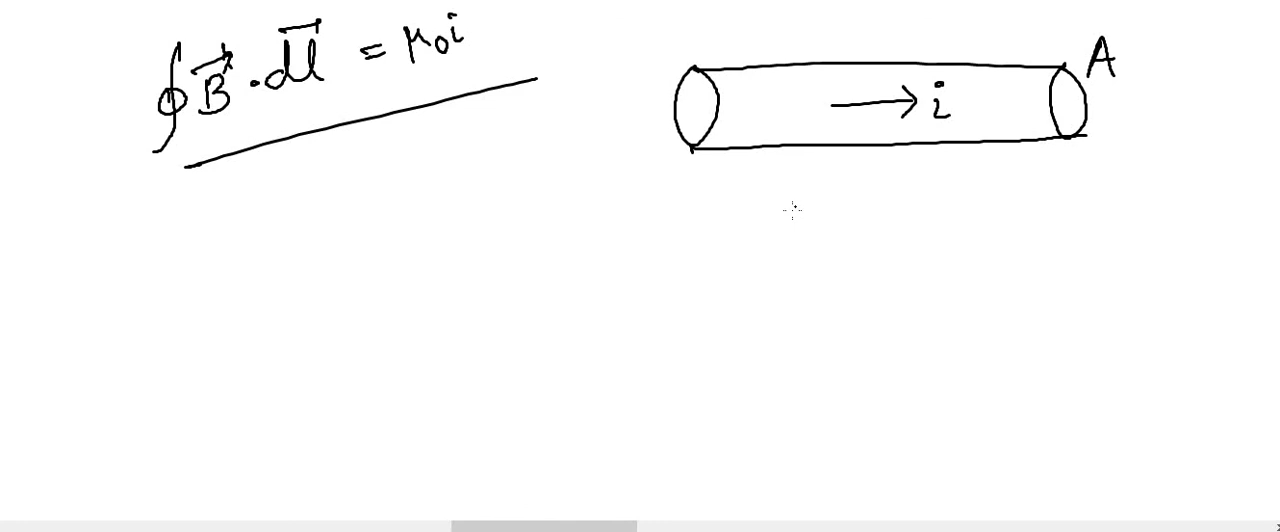 ∮ B⃗ · dl⃗ = μ₀i
A
→ i